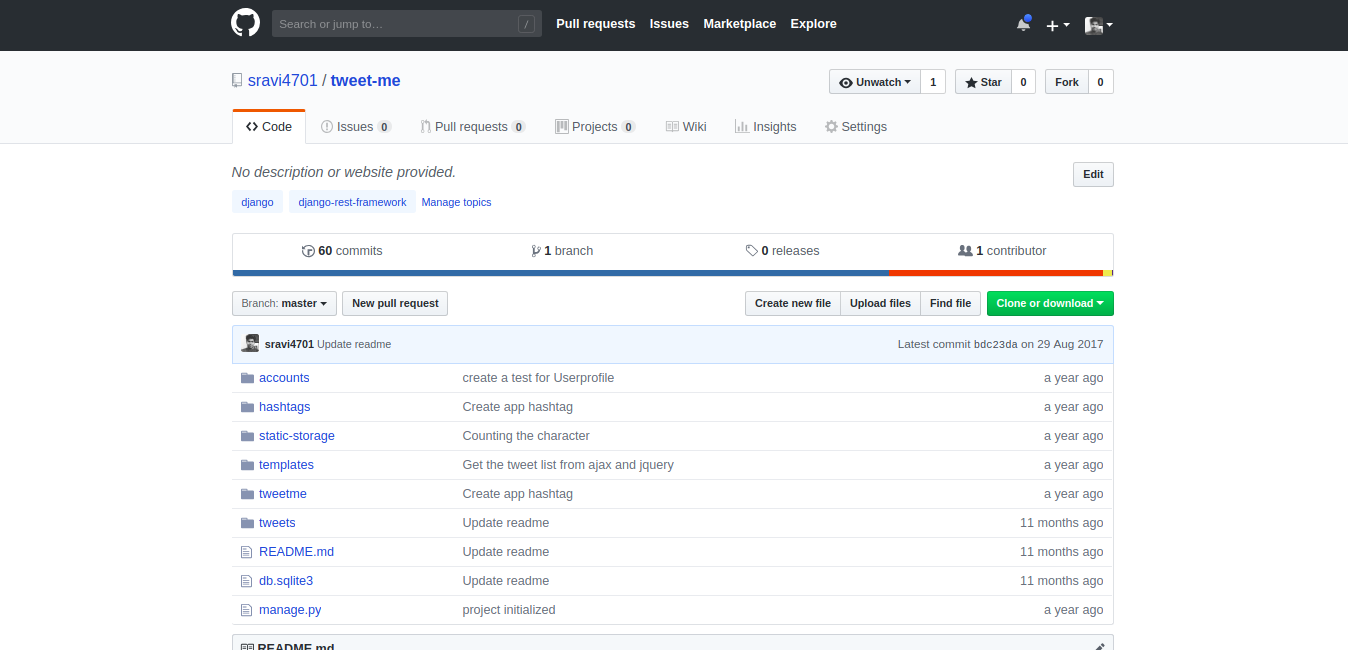 Search or jump to… / Pull requests Issues Marketplace Explore
sravi4701 / tweet-me Unwatch 1 Star 0 Fork 0
Code Issues 0 Pull requests 0 Projects 0 Wiki Insights Settings
No description or website provided. Edit
django django-rest-framework Manage topics
60 commits 1 branch 0 releases 1 contributor
Branch: master New pull request Create new file Upload files Find file Clone or download
sravi4701 Update readme Latest commit bdc23da on 29 Aug 2017
accounts create a test for Userprofile a year ago
hashtags Create app hashtag a year ago
static-storage Counting the character a year ago
templates Get the tweet list from ajax and jquery a year ago
tweetme Create app hashtag a year ago
tweets Update readme 11 months ago
README.md Update readme 11 months ago
db.sqlite3 Update readme 11 months ago
manage.py project initialized a year ago
README.md